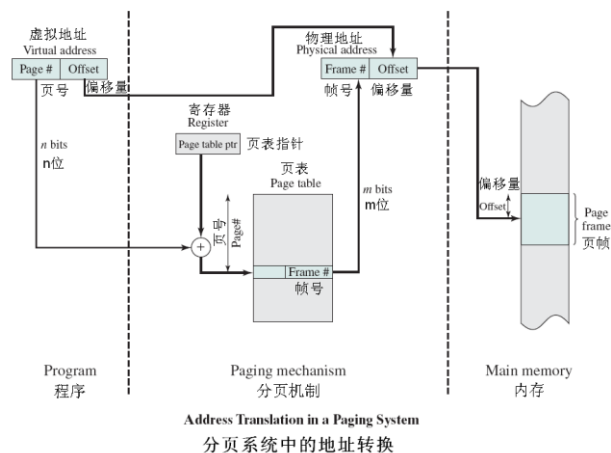 虚拟地址
Virtual address
Page #
Offset
页号
偏移量
n bits
n位
寄存器
Register
Page table ptr
页表指针
页表
Page table
页号
Page#
+
Frame #
帧号
物理地址
Physical address
Frame #
Offset
帧号
偏移量
m bits
m位
偏移量
Offset
Page
frame
页帧
Program
程序
Paging mechanism
分页机制
Main memory
内存
Address Translation in a Paging System
分页系统中的地址转换